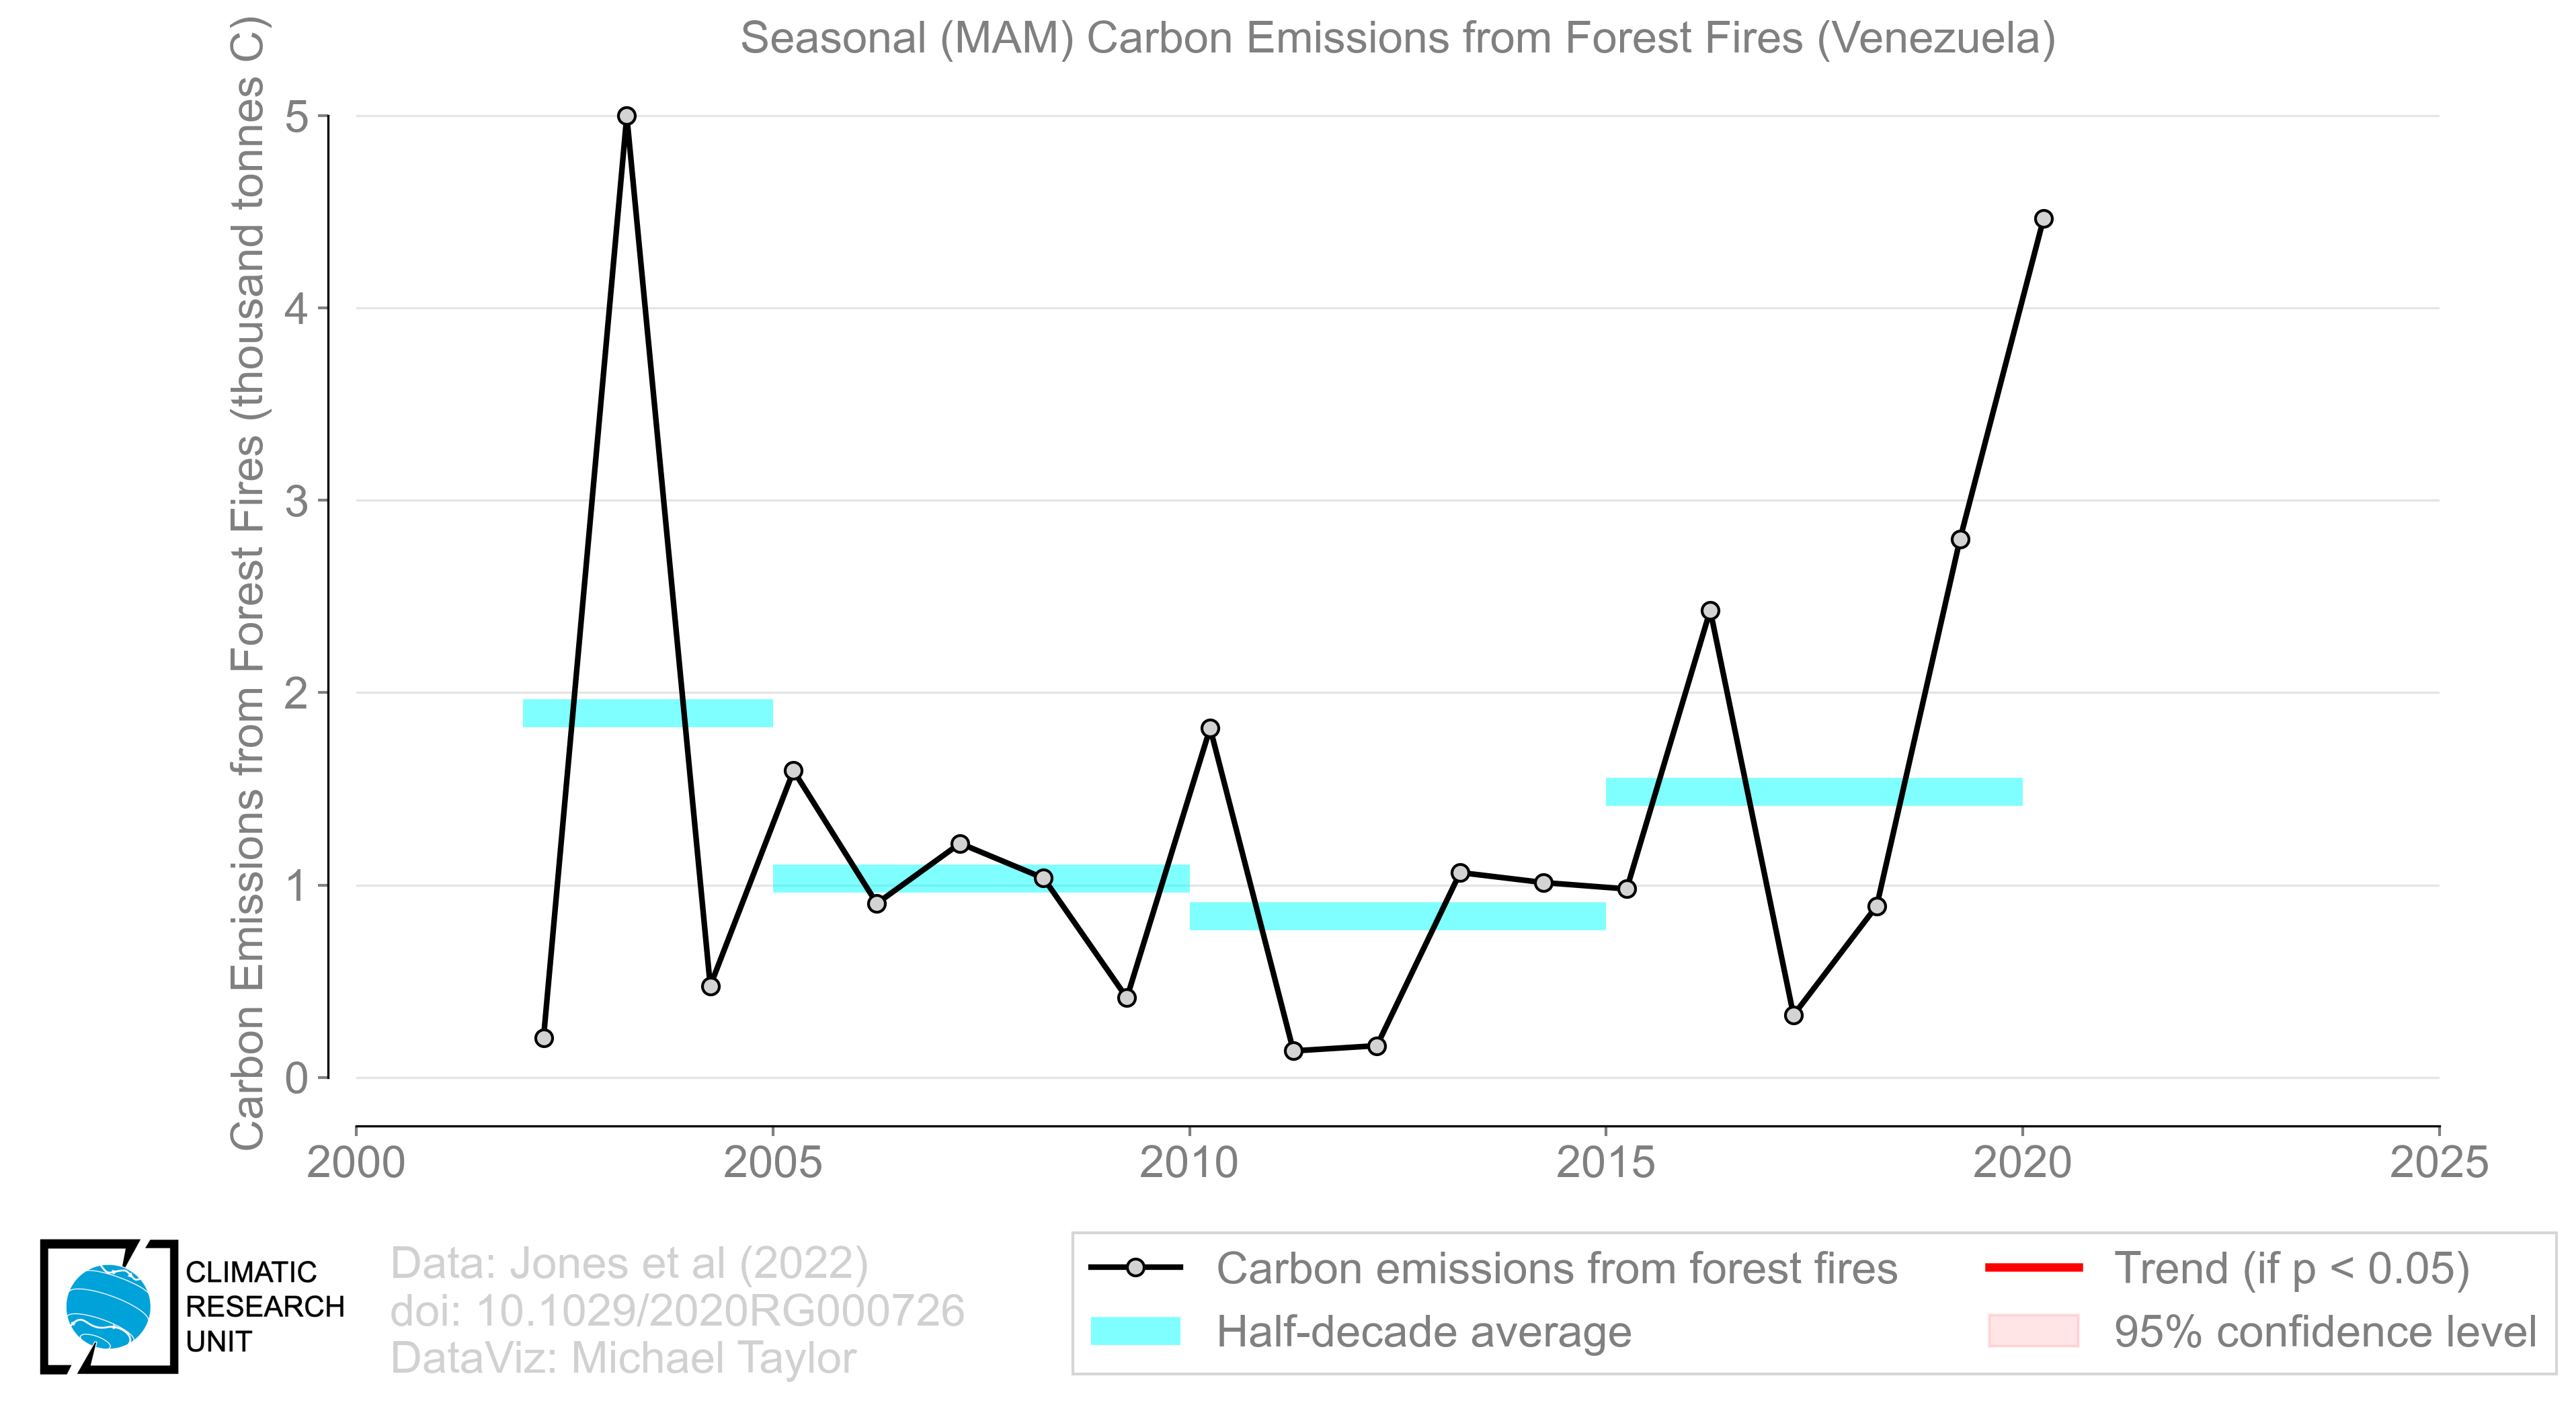 Seasonal (MAM) Carbon Emissions from Forest Fires (Venezuela)
Carbon Emissions from Forest Fires (thousand tonnes C)
5
4
3
2
1
0
2000
2005
2010
2015
2020
2025
CLIMATIC
RESEARCH
UNIT
Data: Jones et al (2022)
doi: 10.1029/2020RG000726
DataViz: Michael Taylor
Carbon emissions from forest fires
Half-decade average
Trend (if p < 0.05)
95% confidence level